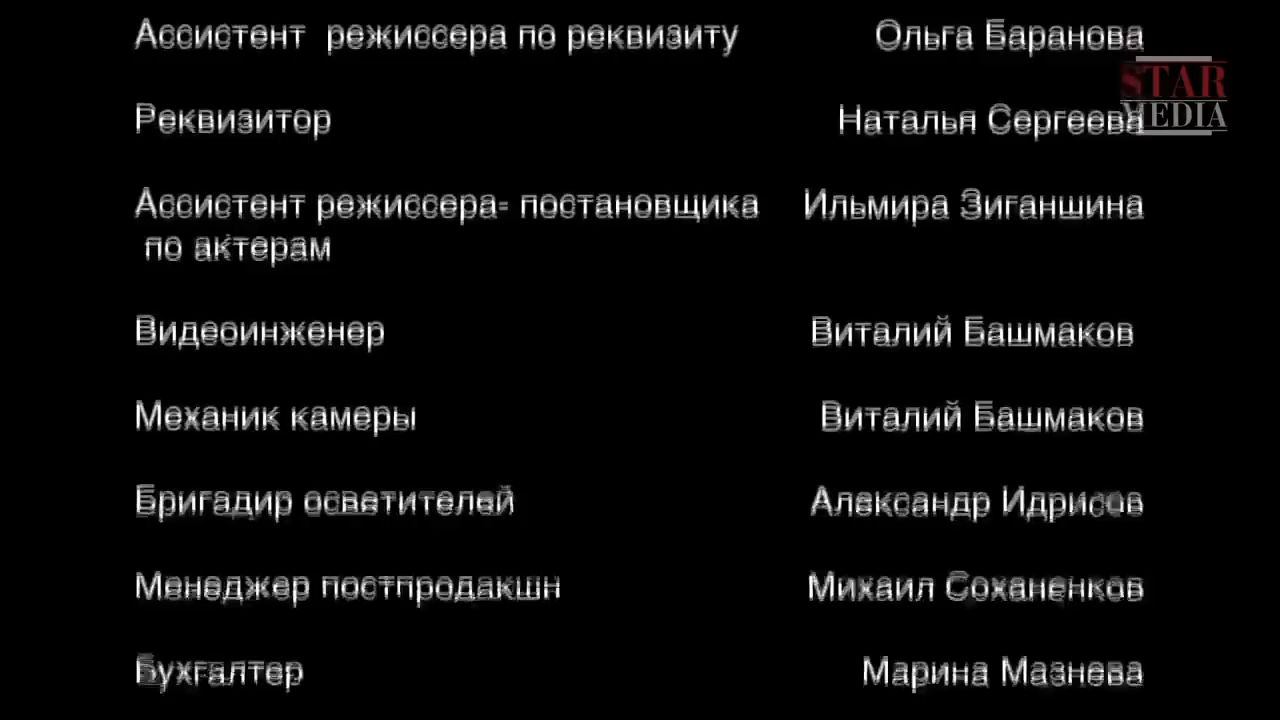 Ассистент режиссера по реквизиту Ольга Баранова
STAR
MEDIA
Реквизитор Наталья Сергеева
Ассистент режиссера- постановщика Ильмира Зиганшина
по актерам
Видеоинженер Виталий Башмаков
Механик камеры Виталий Башмаков
Бригадир осветителей Александр Идрисов
Менеджер постпродакшн Михаил Соханенков
Бухгалтер Марина Мазнева